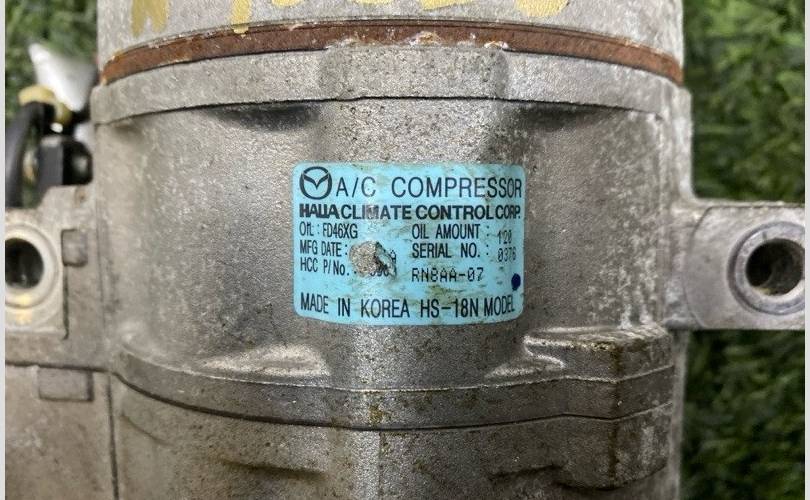 A/C COMPRESSOR
HALLA CLIMATE CONTROL CORP.
OIL : FD46XG OIL AMOUNT : 120
MFG DATE : SERIAL NO. : 0376
HCC P/No. : RN8AA-07
MADE IN KOREA HS-18N MODEL